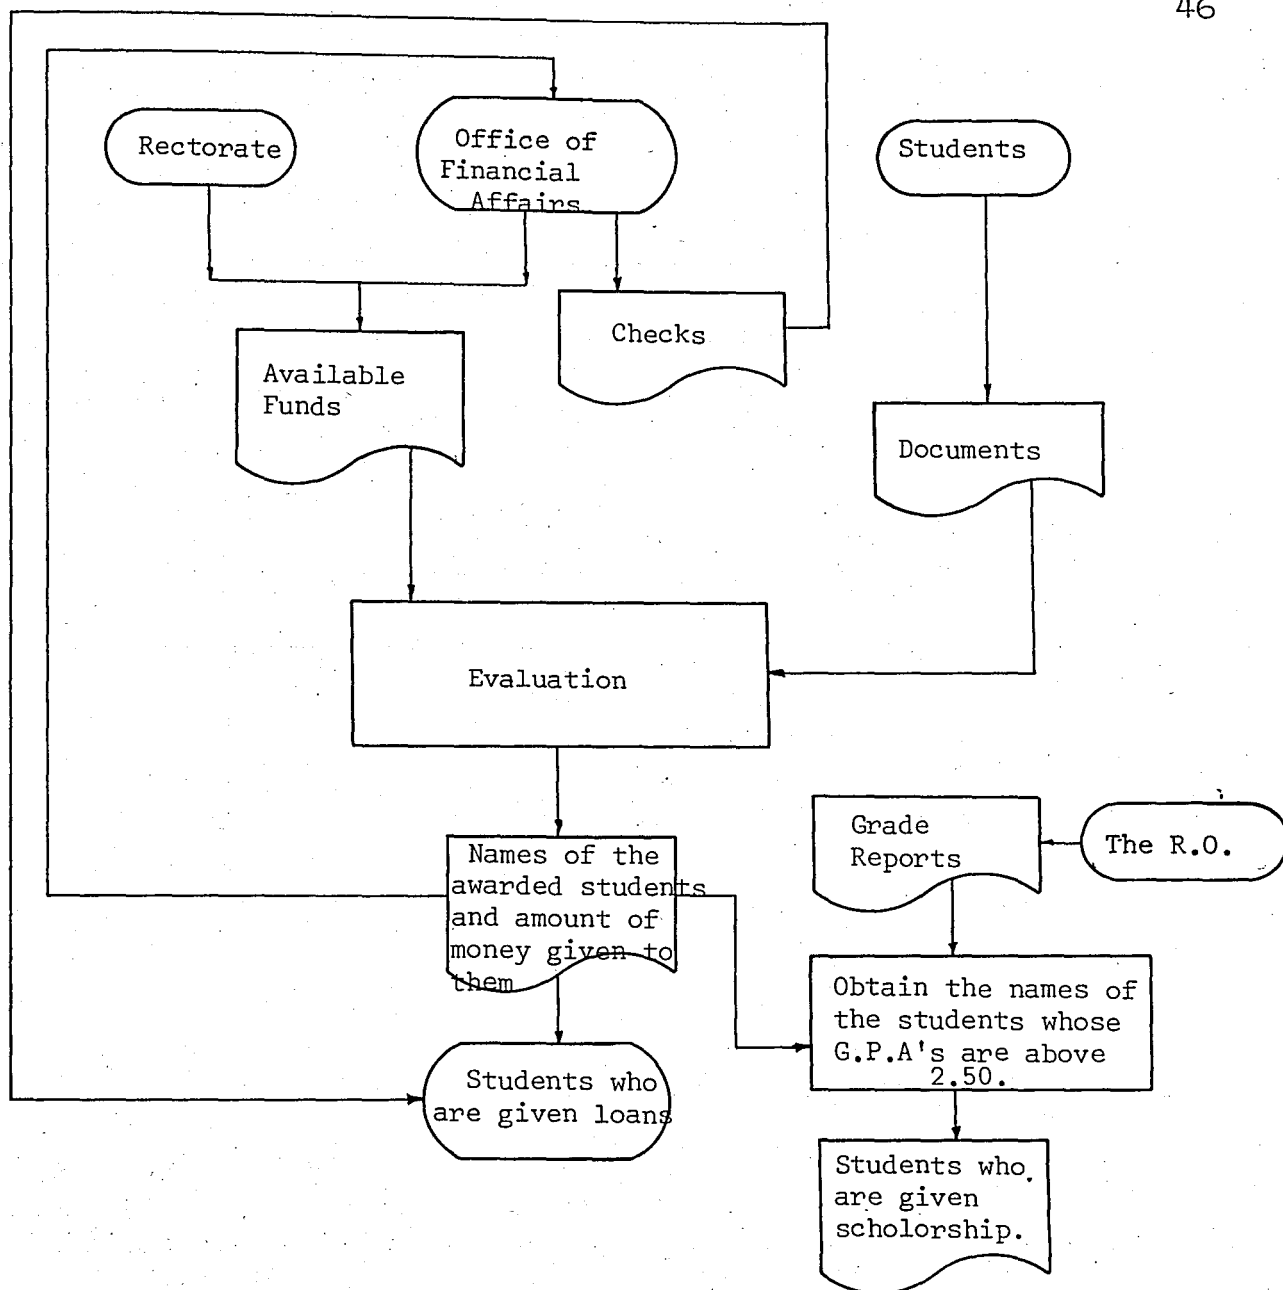 46
Rectorate
Office of
Financial
Affairs
Students
Checks
Available
Funds
Documents
Evaluation
Grade
Reports
The R.O.
Names of the
awarded students
and amount of
money given to
them
Obtain the names of
the students whose
G.P.A's are above
2.50.
Students who
are given loans
Students who
are given
scholorship.